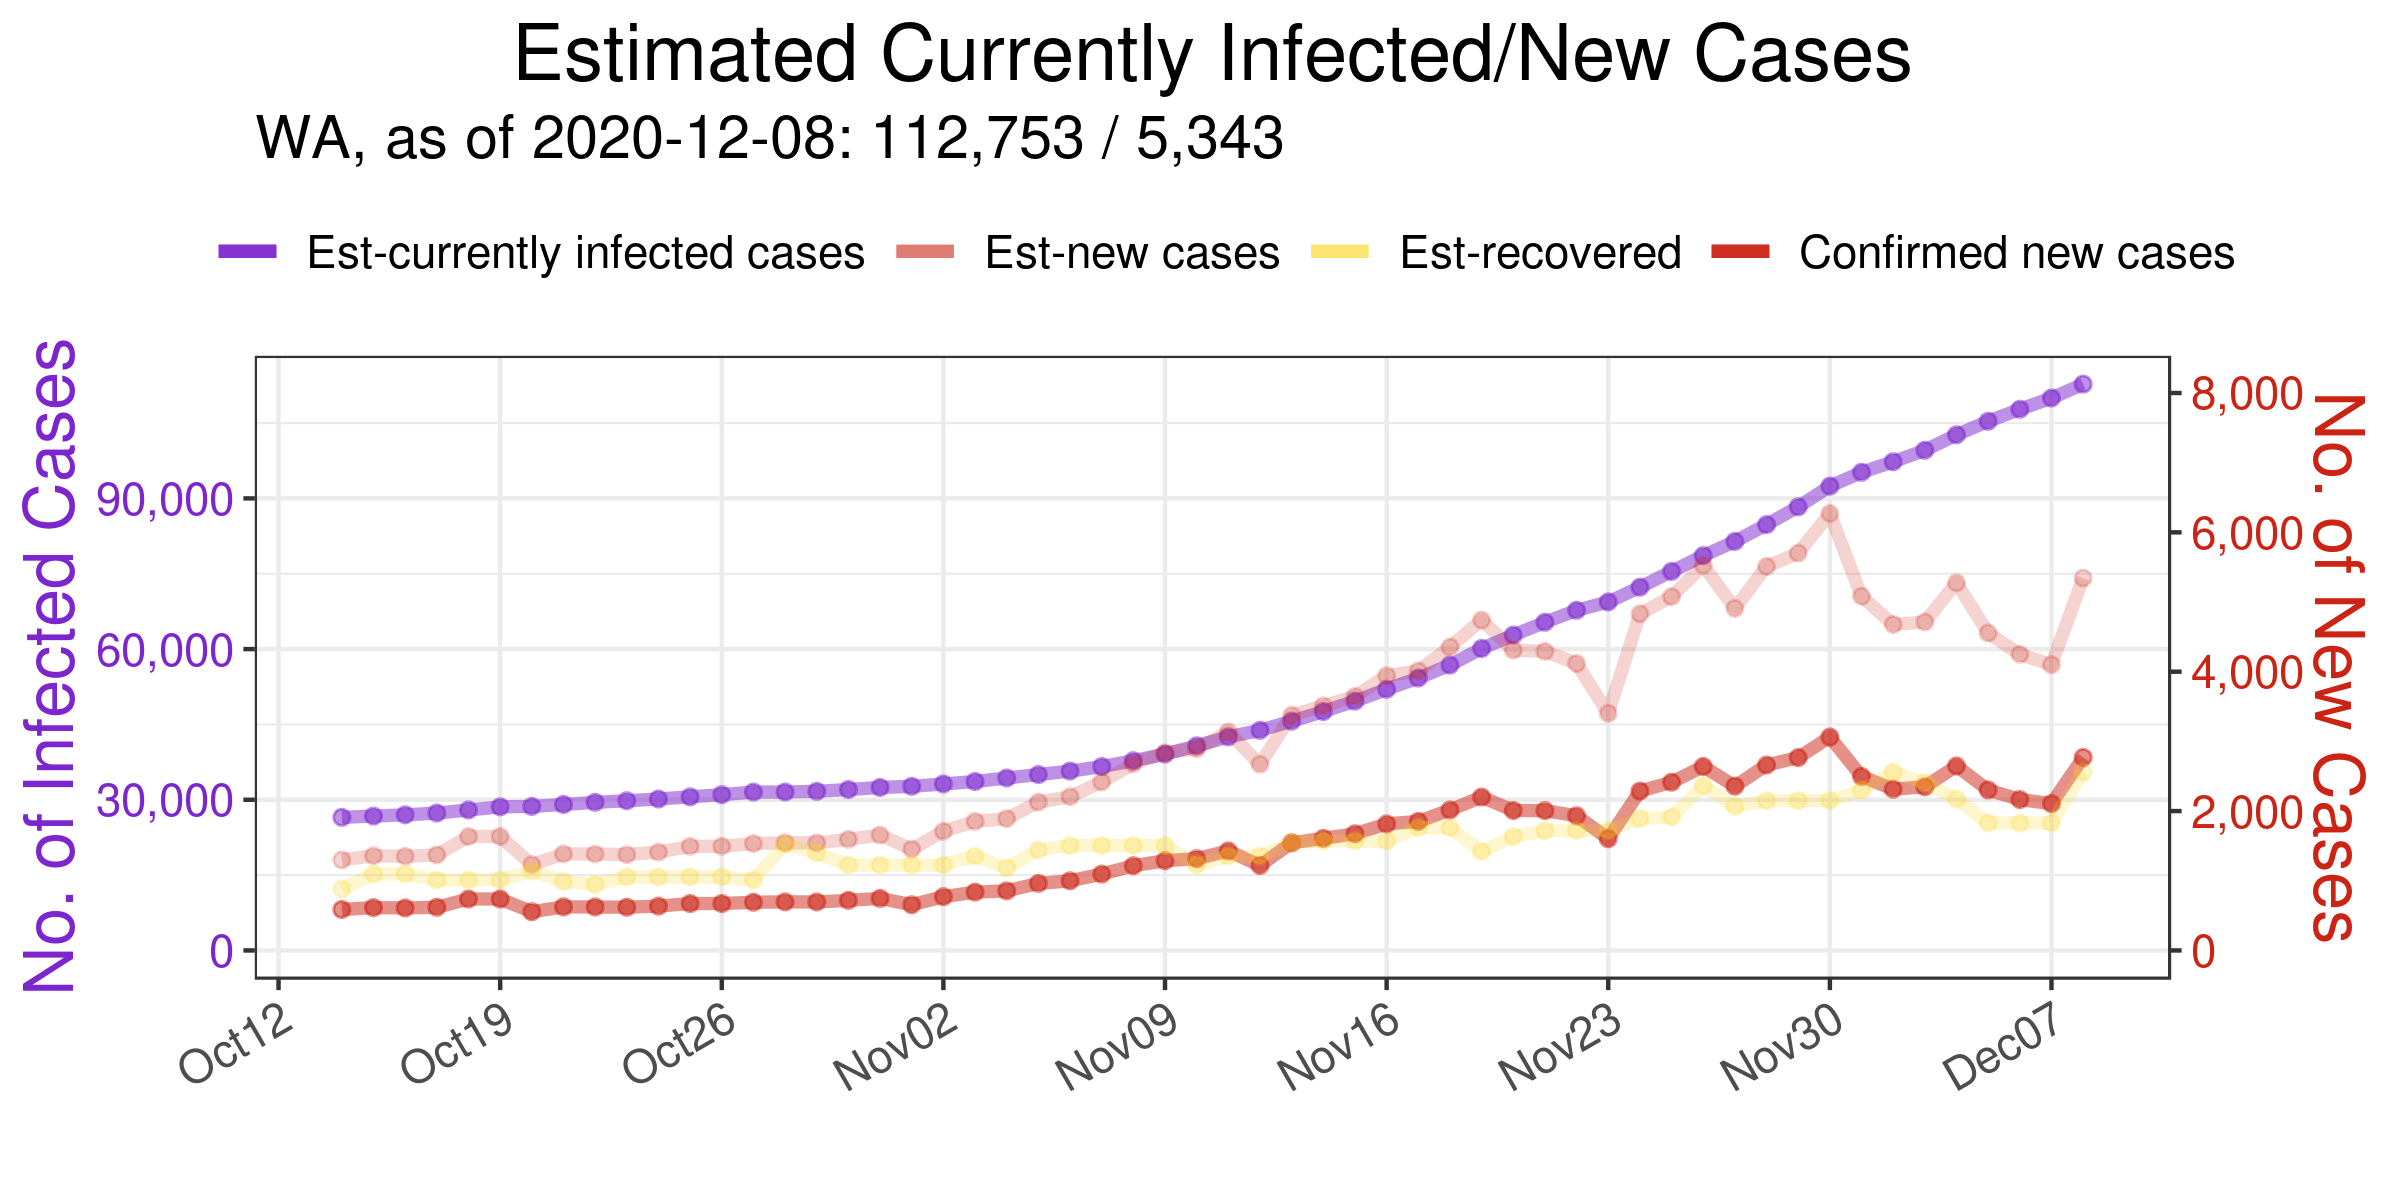 Estimated Currently Infected/New Cases
WA, as of 2020-12-08: 112,753 / 5,343
Est-currently infected cases Est-new cases Est-recovered Confirmed new cases
No. of Infected Cases
90,000
60,000
30,000
0
8,000
6,000
4,000
2,000
0
No. of New Cases
Oct12 Oct19 Oct26 Nov02 Nov09 Nov16 Nov23 Nov30 Dec07